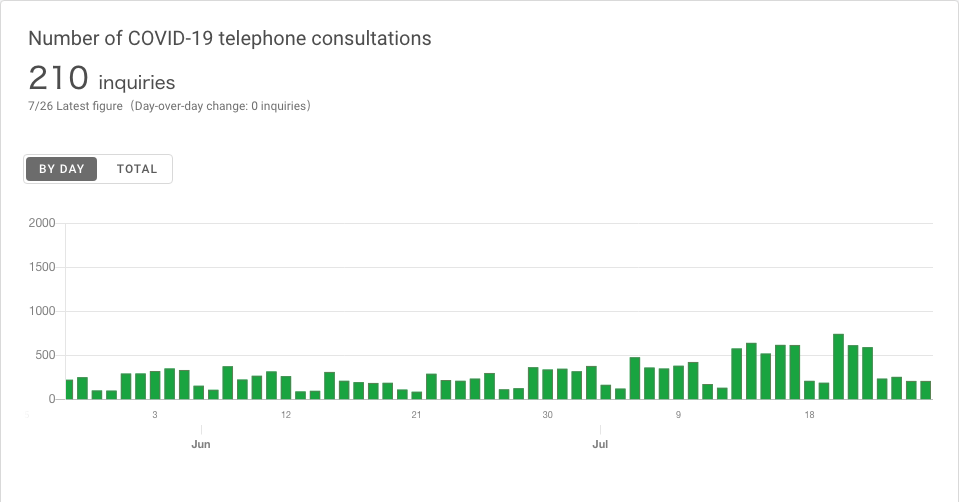 Number of COVID-19 telephone consultations
210 inquiries
7/26 Latest figure（Day-over-day change: 0 inquiries）
BY DAY TOTAL
2000
1500
1000
500
0
3 12 21 30 9 18
Jun Jul